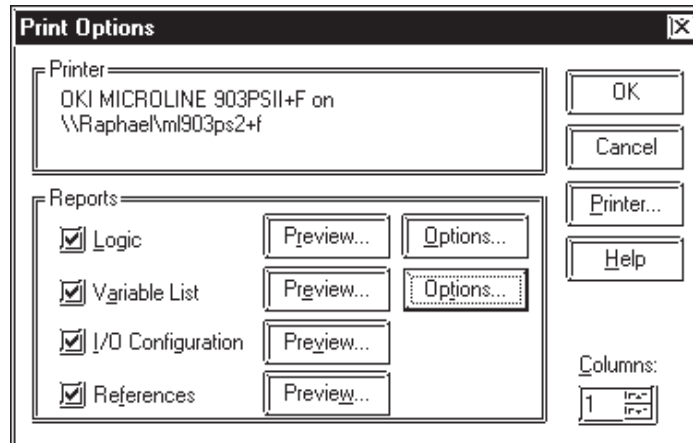 Print Options
Printer
OKI MICROLINE 903PSII+F on
\\Raphael\ml903ps2+f
OK
Cancel
Printer...
Help
Reports
Logic Preview... Options...
Variable List Preview... Options...
I/O Configuration Preview...
References Preview...
Columns:
1